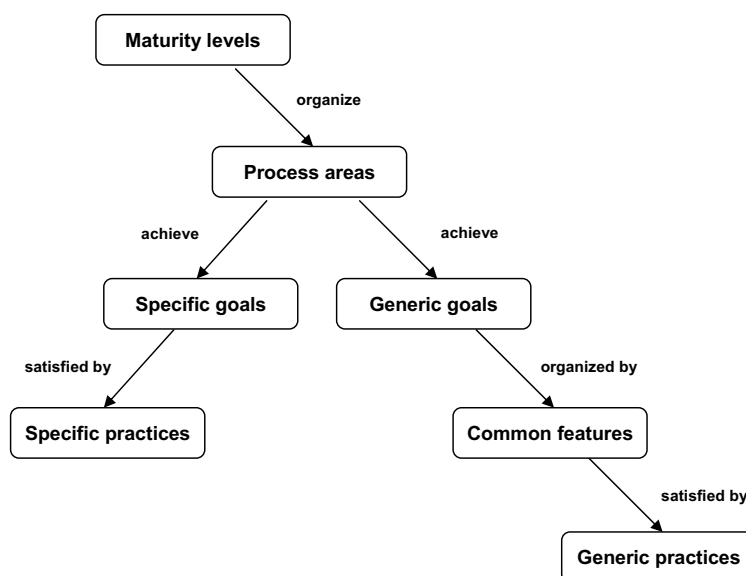 Maturity levels
organize
Process areas
achieve
achieve
Specific goals
Generic goals
satisfied by
organized by
Specific practices
Common features
satisfied by
Generic practices